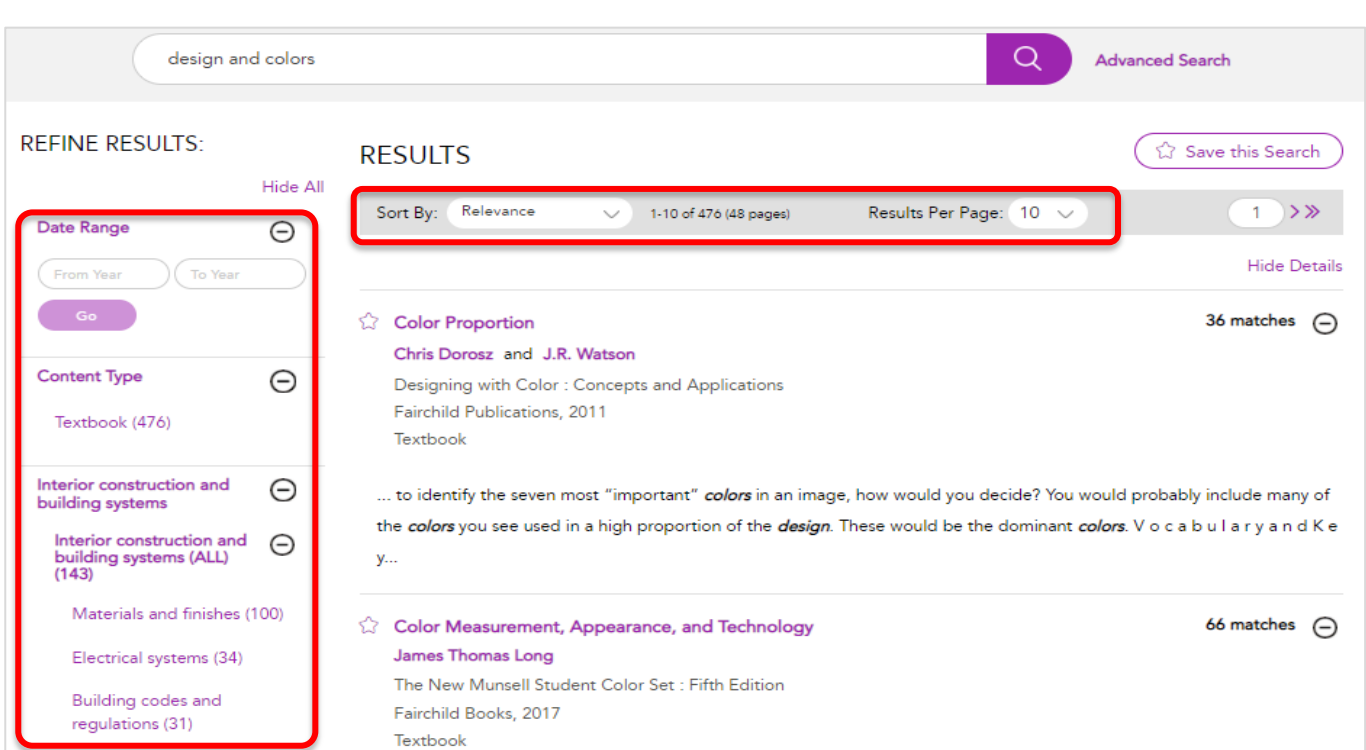 design and colors
Advanced Search
REFINE RESULTS:
Hide All
Date Range
From Year
To Year
Go
Content Type
Textbook (476)
Interior construction and
building systems
Interior construction and
building systems (ALL)
(143)
Materials and finishes (100)
Electrical systems (34)
Building codes and
regulations (31)
RESULTS
Save this Search
Sort By: Relevance 1-10 of 476 (48 pages) Results Per Page: 10 1 >>>
Hide Details
Color Proportion 36 matches
Chris Dorosz and J.R. Watson
Designing with Color : Concepts and Applications
Fairchild Publications, 2011
Textbook
... to identify the seven most “important” colors in an image, how would you decide? You would probably include many of
the colors you see used in a high proportion of the design. These would be the dominant colors. V o c a b u l a r y a n d K e
y...
Color Measurement, Appearance, and Technology 66 matches
James Thomas Long
The New Munsell Student Color Set : Fifth Edition
Fairchild Books, 2017
Textbook